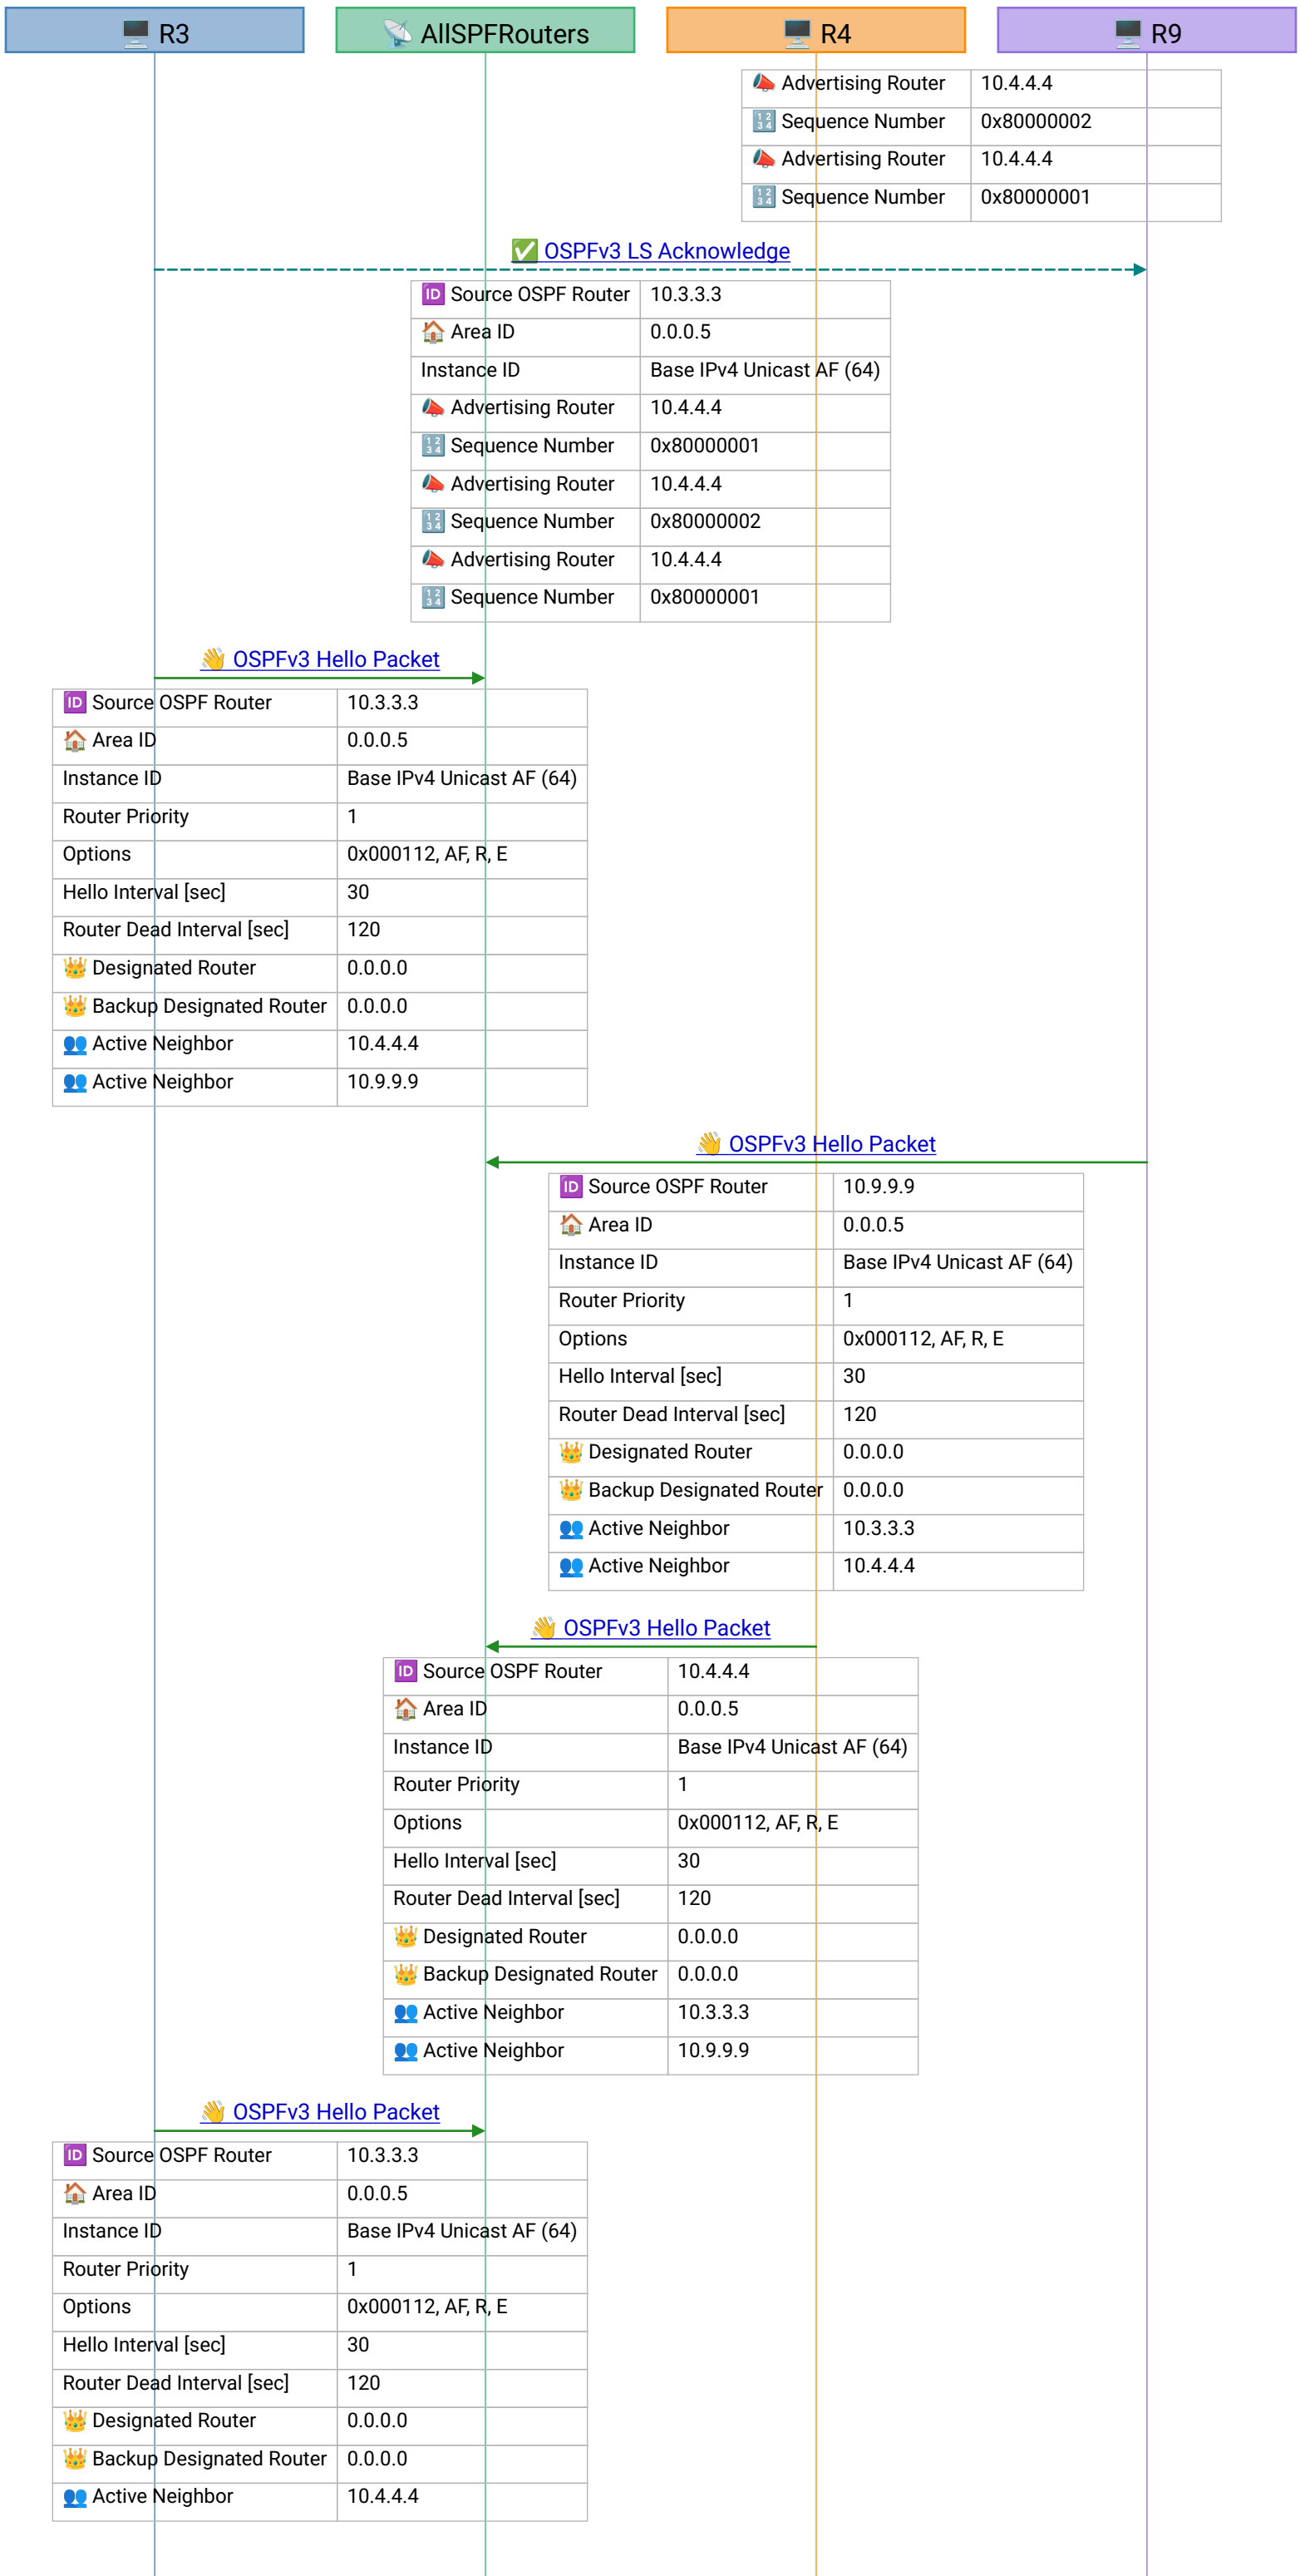 R3
AllSPFRouters
R4
R9
Advertising Router 10.4.4.4
Sequence Number 0x80000002
Advertising Router 10.4.4.4
Sequence Number 0x80000001
OSPFv3 LS Acknowledge
Source OSPF Router 10.3.3.3
Area ID 0.0.0.5
Instance ID Base IPv4 Unicast AF (64)
Advertising Router 10.4.4.4
Sequence Number 0x80000001
Advertising Router 10.4.4.4
Sequence Number 0x80000002
Advertising Router 10.4.4.4
Sequence Number 0x80000001
OSPFv3 Hello Packet
Source OSPF Router 10.3.3.3
Area ID 0.0.0.5
Instance ID Base IPv4 Unicast AF (64)
Router Priority 1
Options 0x000112, AF, R, E
Hello Interval [sec] 30
Router Dead Interval [sec] 120
Designated Router 0.0.0.0
Backup Designated Router 0.0.0.0
Active Neighbor 10.4.4.4
Active Neighbor 10.9.9.9
OSPFv3 Hello Packet
Source OSPF Router 10.9.9.9
Area ID 0.0.0.5
Instance ID Base IPv4 Unicast AF (64)
Router Priority 1
Options 0x000112, AF, R, E
Hello Interval [sec] 30
Router Dead Interval [sec] 120
Designated Router 0.0.0.0
Backup Designated Router 0.0.0.0
Active Neighbor 10.3.3.3
Active Neighbor 10.4.4.4
OSPFv3 Hello Packet
Source OSPF Router 10.4.4.4
Area ID 0.0.0.5
Instance ID Base IPv4 Unicast AF (64)
Router Priority 1
Options 0x000112, AF, R, E
Hello Interval [sec] 30
Router Dead Interval [sec] 120
Designated Router 0.0.0.0
Backup Designated Router 0.0.0.0
Active Neighbor 10.3.3.3
Active Neighbor 10.9.9.9
OSPFv3 Hello Packet
Source OSPF Router 10.3.3.3
Area ID 0.0.0.5
Instance ID Base IPv4 Unicast AF (64)
Router Priority 1
Options 0x000112, AF, R, E
Hello Interval [sec] 30
Router Dead Interval [sec] 120
Designated Router 0.0.0.0
Backup Designated Router 0.0.0.0
Active Neighbor 10.4.4.4